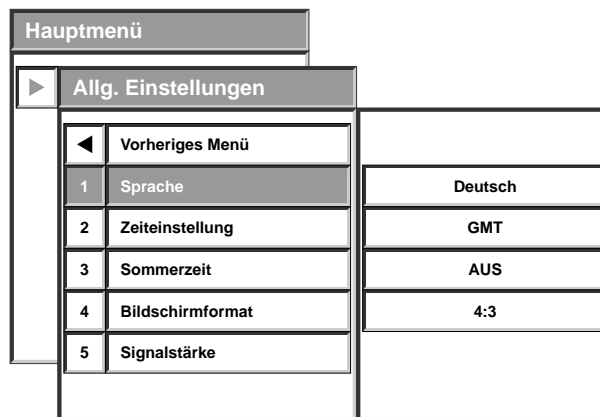 Hauptmenü
Allg. Einstellungen
Vorheriges Menü
1 Sprache Deutsch
2 Zeiteinstellung GMT
3 Sommerzeit AUS
4 Bildschirmformat 4:3
5 Signalstärke